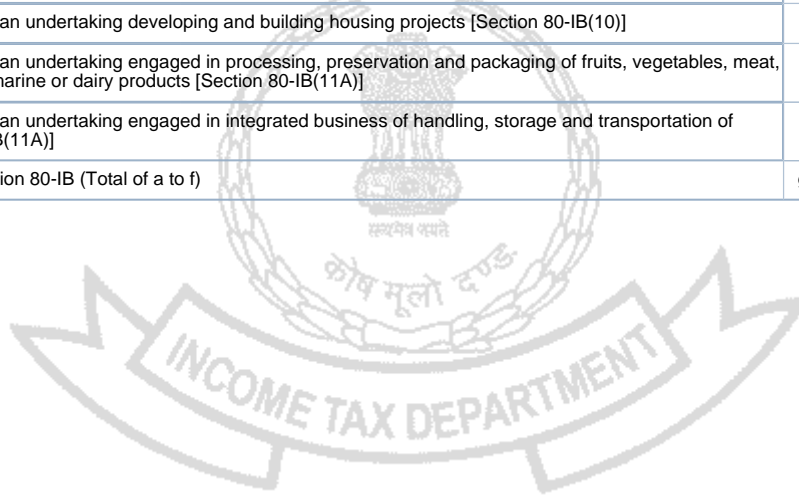 an undertaking developing and building housing projects [Section 80-IB(10)]
an undertaking engaged in processing, preservation and packaging of fruits, vegetables, meat,
marine or dairy products [Section 80-IB(11A)]
an undertaking engaged in integrated business of handling, storage and transportation of
(11A)]
ion 80-IB (Total of a to f)
सत्यमेव जयते
कोष मूलो दण्डः
INCOME TAX DEPARTMENT